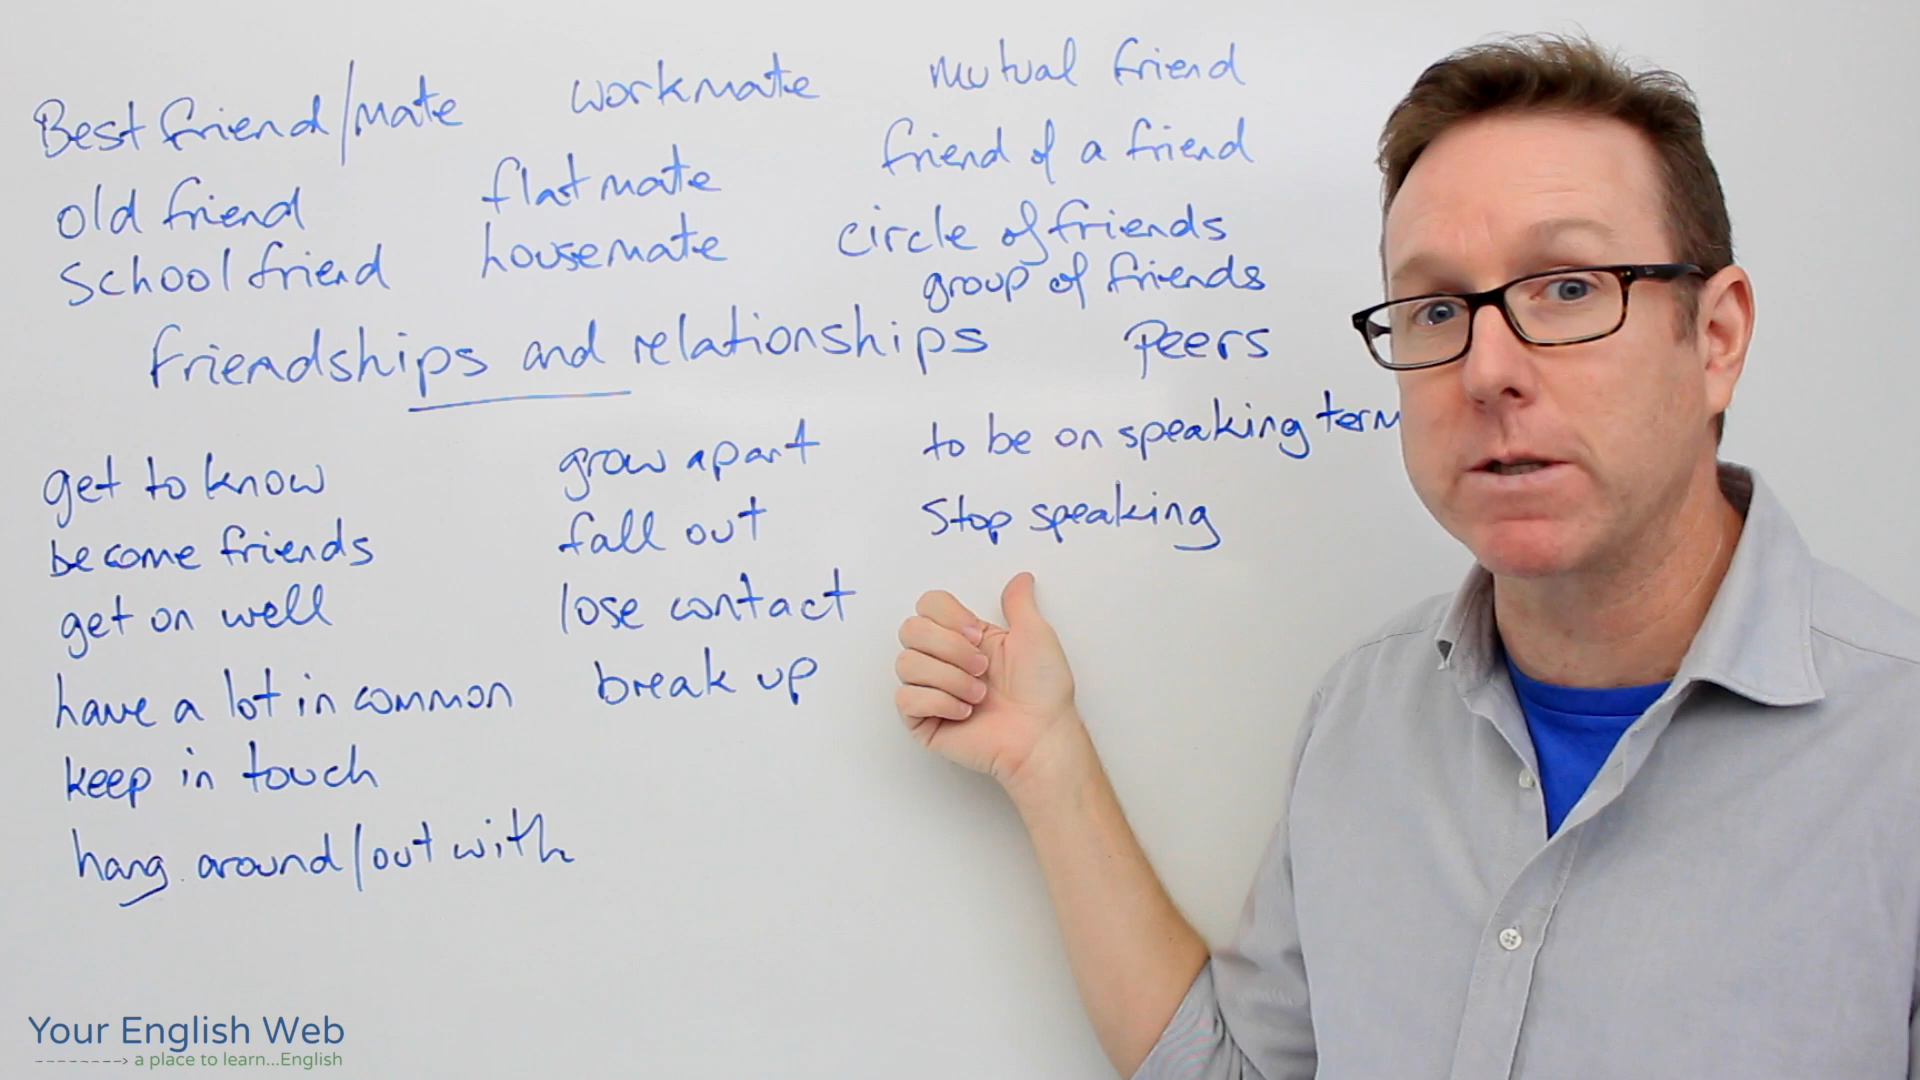 Best friend/mate
workmate
mutual friend
old friend
flatmate
friend of a friend
school friend
housemate
circle of friends
group of friends
friendships and relationships
Peers
get to know
grow apart
to be on speaking term
become friends
fall out
stop speaking
get on well
lose contact
have a lot in common
break up
keep in touch
hang around/out with
Your English Web
--------> a place to learn...English